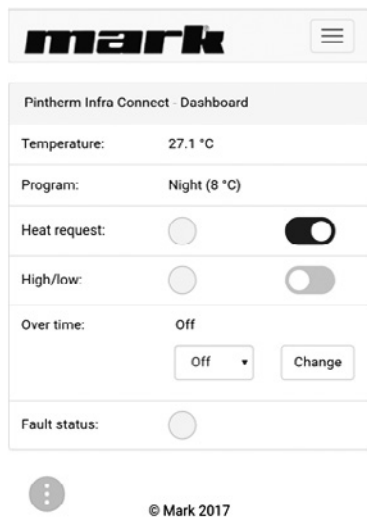 mark
Pintherm Infra Connect - Dashboard
Temperature: 27.1 °C
Program: Night (8 °C)
Heat request:
High/low:
Over time: Off
Off Change
Fault status:
© Mark 2017